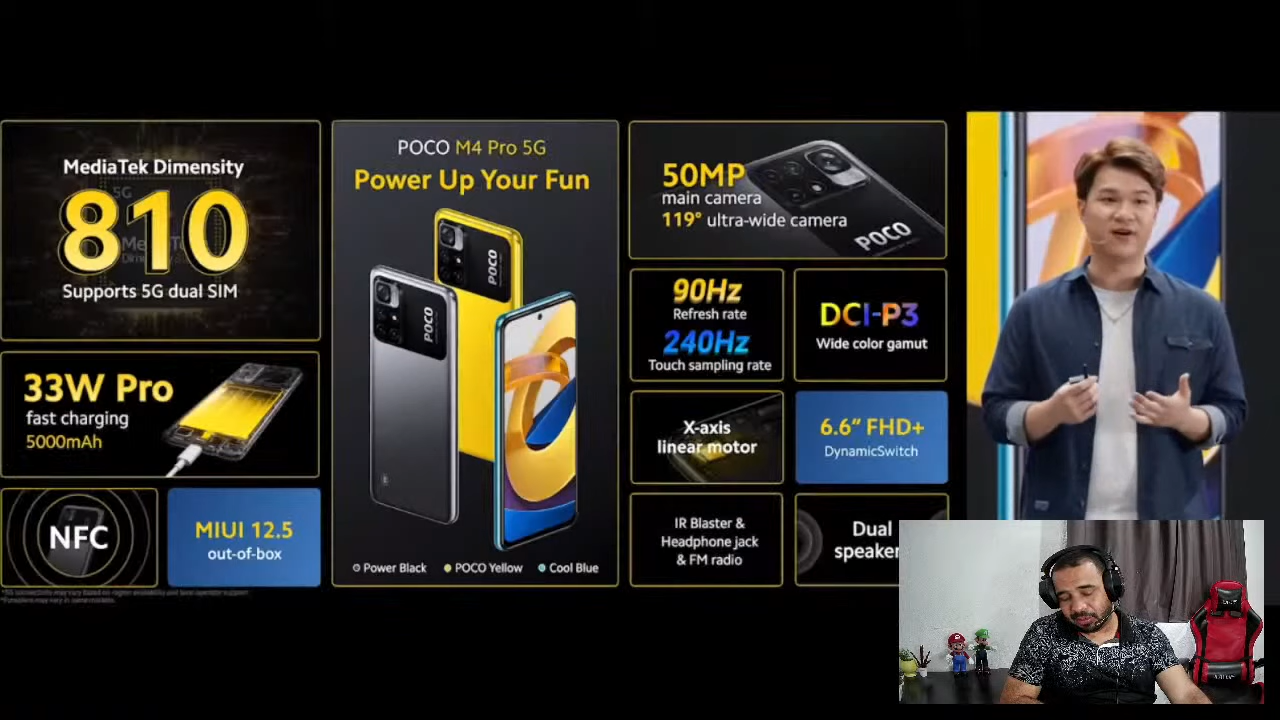 MediaTek Dimensity
810
Supports 5G dual SIM
33W Pro
fast charging
5000mAh
NFC
MIUI 12.5
out-of-box
POCO M4 Pro 5G
Power Up Your Fun
POCO
POCO
Power Black
POCO Yellow
Cool Blue
50MP
main camera
119° ultra-wide camera
POCO
90Hz
Refresh rate
240Hz
Touch sampling rate
DCI-P3
Wide color gamut
X-axis
linear motor
6.6” FHD+
DynamicSwitch
IR Blaster &
Headphone jack
& FM radio
Dual